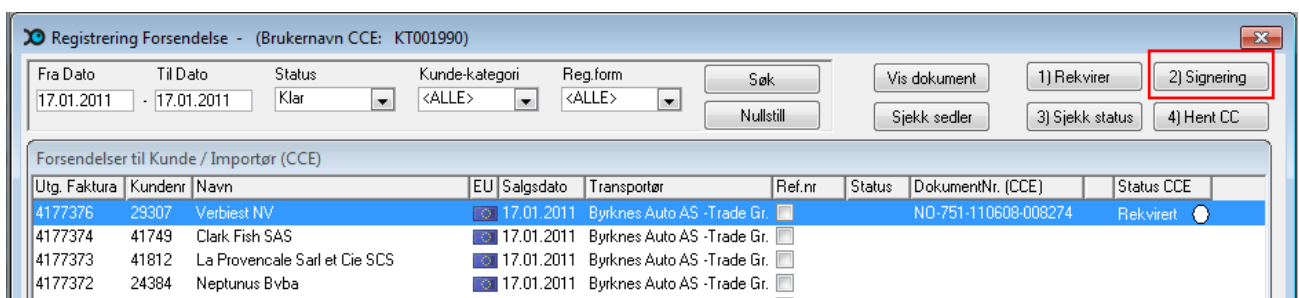 Registrering Forsendelse - (Brukernavn CCE: KT001990)
Fra Dato Til Dato Status Kunde-kategori Reg.form Søk Vis dokument 1) Rekvirer 2) Signering
17.01.2011 - 17.01.2011 Klar <ALLE> <ALLE> Nullstill Sjekk sedler 3) Sjekk status 4) Hent CC
Forsendelser til Kunde / Importør (CCE)
Utg. Faktura Kundenr Navn EU Salgsdato Transportør Ref.nr Status DokumentNr. (CCE) Status CCE
4177376 29307 Verbiest NV 17.01.2011 Byrknes Auto AS -Trade Gr. NO-751-110608-008274 Rekvirert
4177374 41749 Clark Fish SAS 17.01.2011 Byrknes Auto AS -Trade Gr.
4177373 41812 La Provencale Sarl et Cie SCS 17.01.2011 Byrknes Auto AS -Trade Gr.
4177372 24384 Neptunus Bvba 17.01.2011 Byrknes Auto AS -Trade Gr.